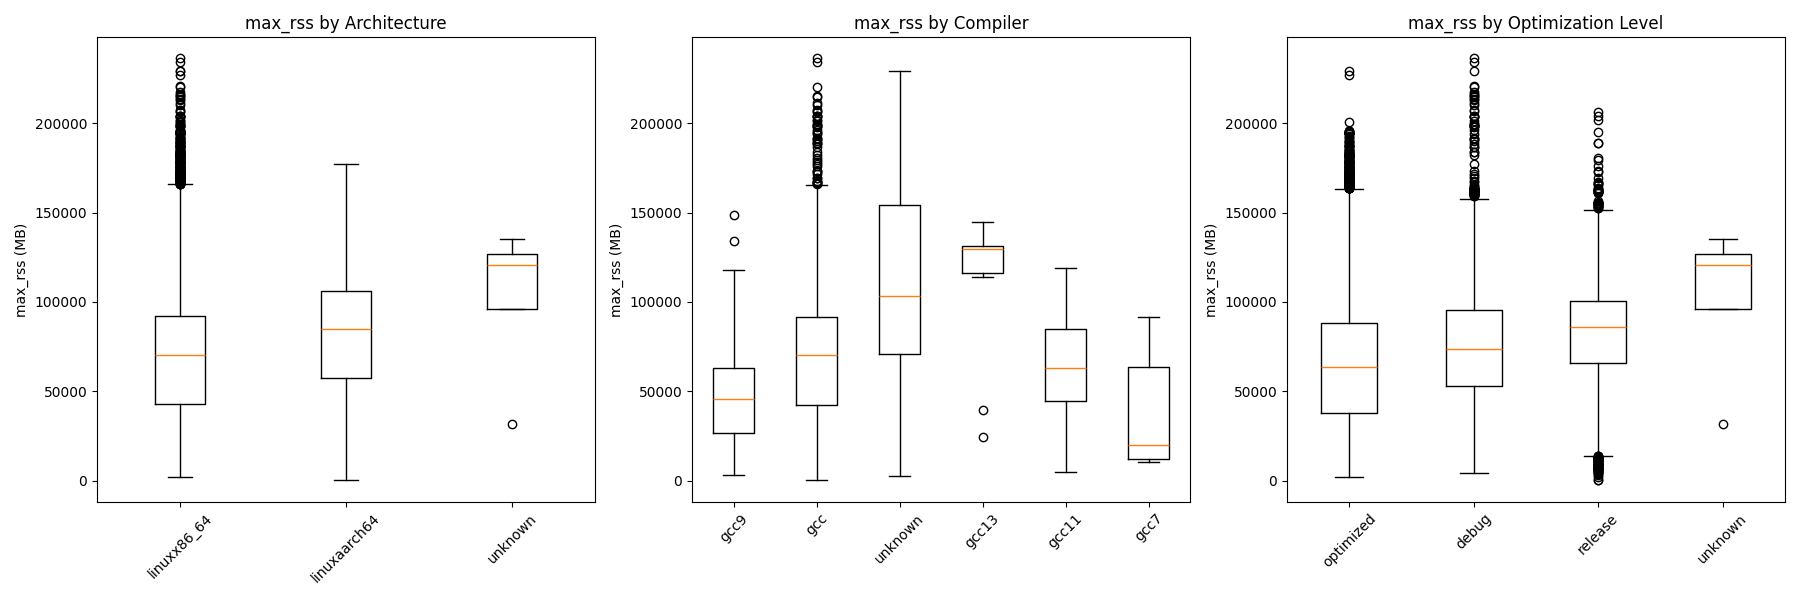 max_rss by Architecture
max_rss (MB)
200000
150000
100000
50000
0
linuxx86_64
linuxaarch64
unknown
max_rss by Compiler
max_rss (MB)
200000
150000
100000
50000
0
gcc9
gcc
unknown
gcc13
gcc11
gcc7
max_rss by Optimization Level
max_rss (MB)
200000
150000
100000
50000
0
optimized
debug
release
unknown